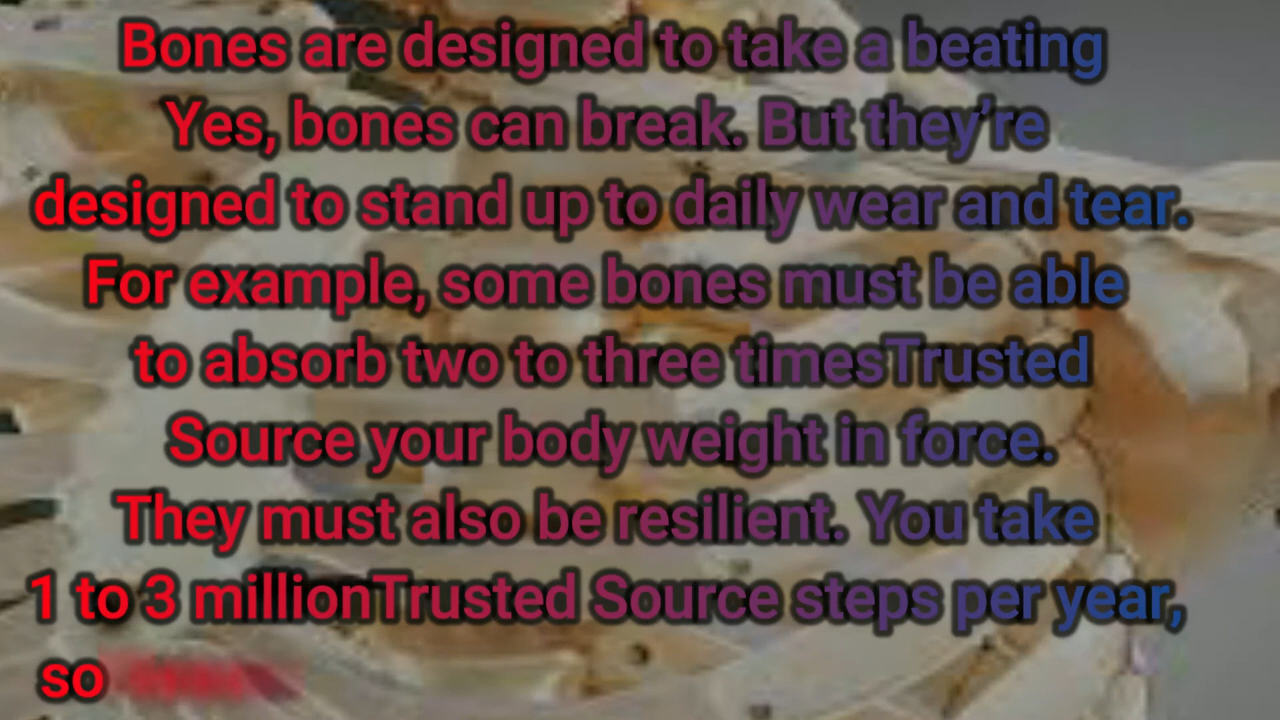 Bones are designed to take a beating
Yes, bones can break. But they're
designed to stand up to daily wear and tear.
For example, some bones must be able
to absorb two to three timesTrusted
Source your body weight in force.
They must also be resilient. You take
1 to 3 millionTrusted Source steps per year,
so